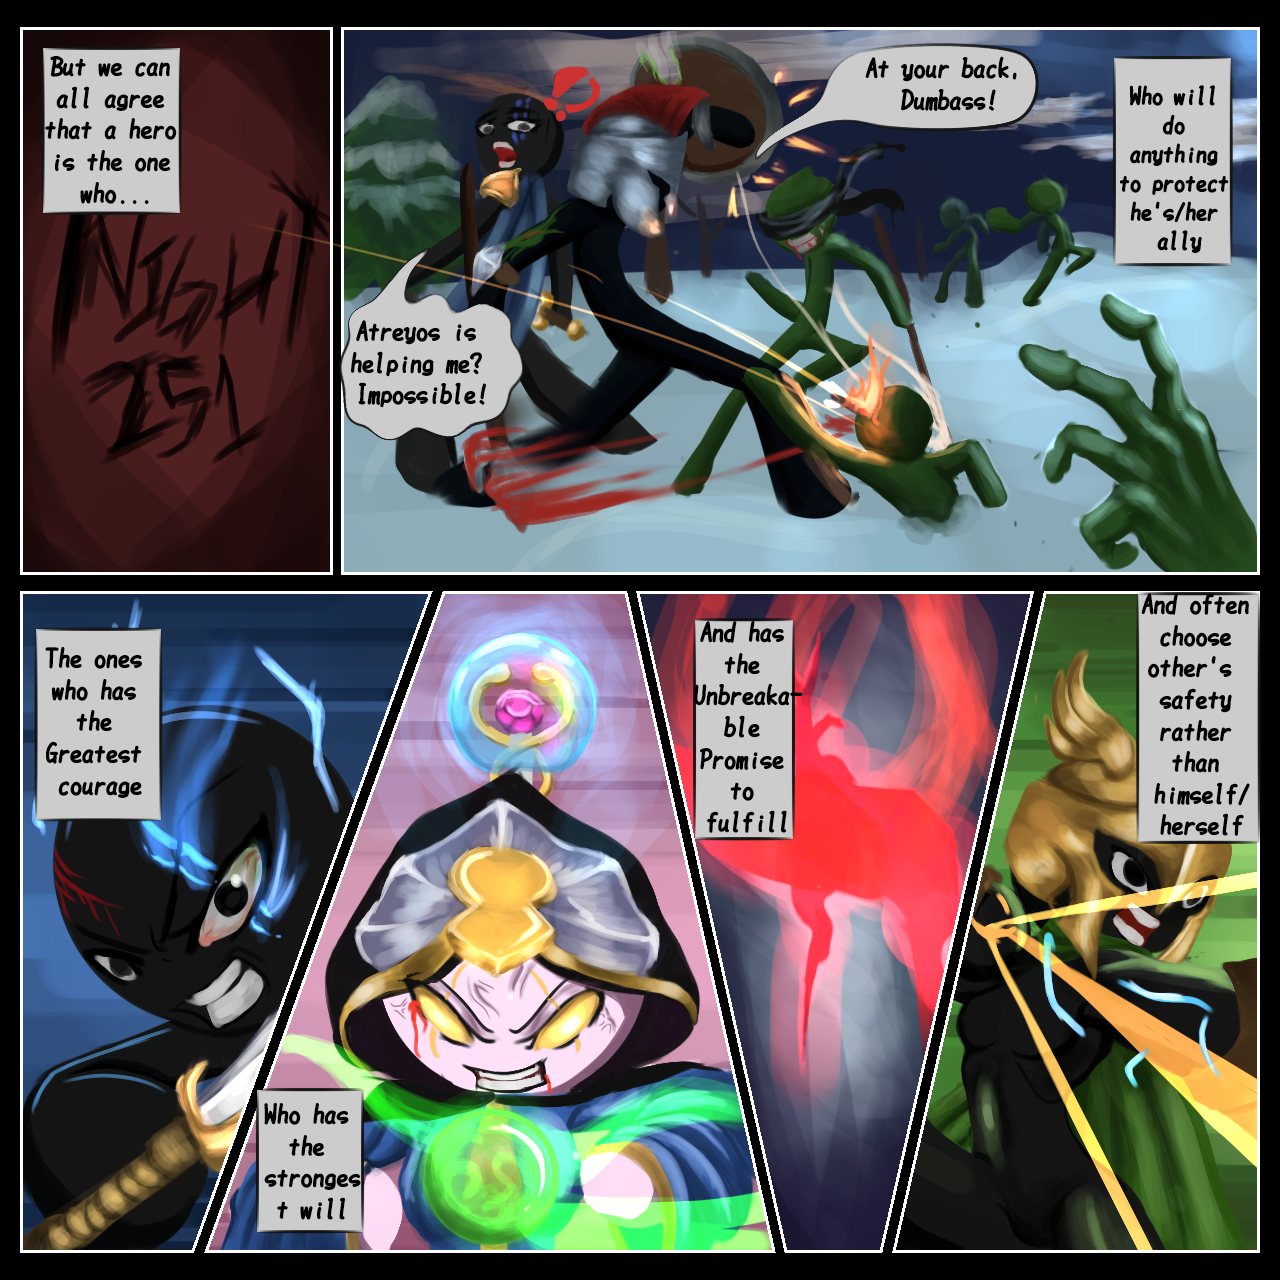 But we can
all agree
that a hero
is the one
who...
NIGHT
251
At your back,
Dumbass!
Who will
do
anything
to protect
he's/her
ally
Atreyos is
helping me?
Impossible!
The ones
who has
the
Greatest
courage
Who has
the
stronges
t will
And has
the
Unbreaka-
ble
Promise
to
fulfill
And often
choose
other's
safety
rather
than
himself/
herself